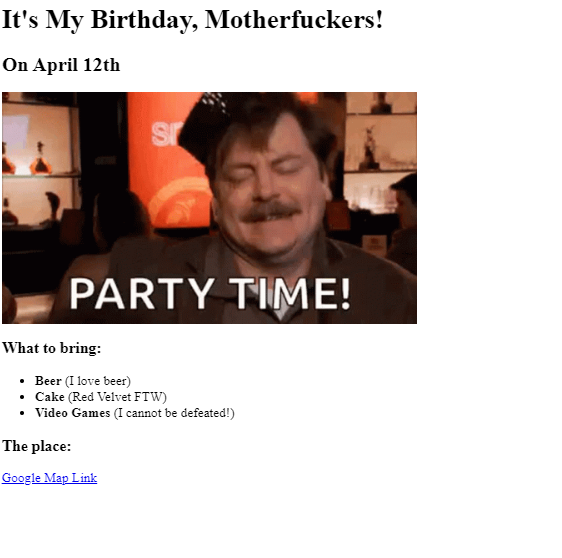 It's My Birthday, Motherfuckers!
On April 12th
PARTY TIME!
What to bring:
Beer (I love beer)
Cake (Red Velvet FTW)
Video Games (I cannot be defeated!)
The place:
Google Map Link